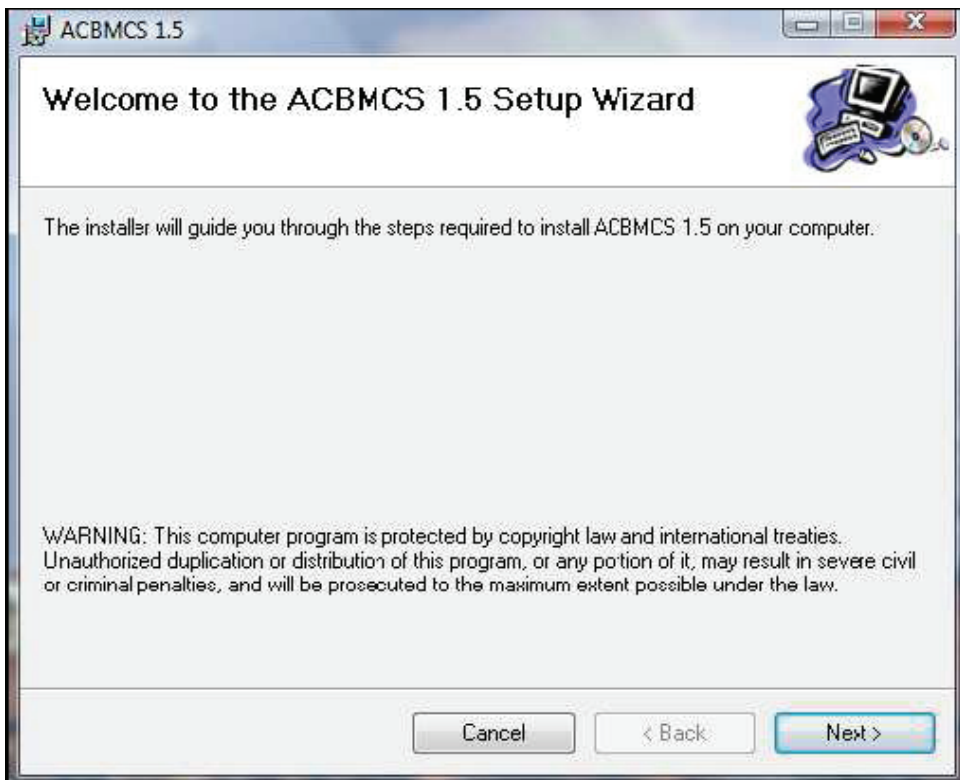 ACBMCS 1.5
Welcome to the ACBMCS 1.5 Setup Wizard
The installer will guide you through the steps required to install ACBMCS 1.5 on your computer.
WARNING: This computer program is protected by copyright law and international treaties.
Unauthorized duplication or distribution of this program, or any portion of it, may result in severe civil
or criminal penalties, and will be prosecuted to the maximum extent possible under the law.
Cancel
< Back
Next >